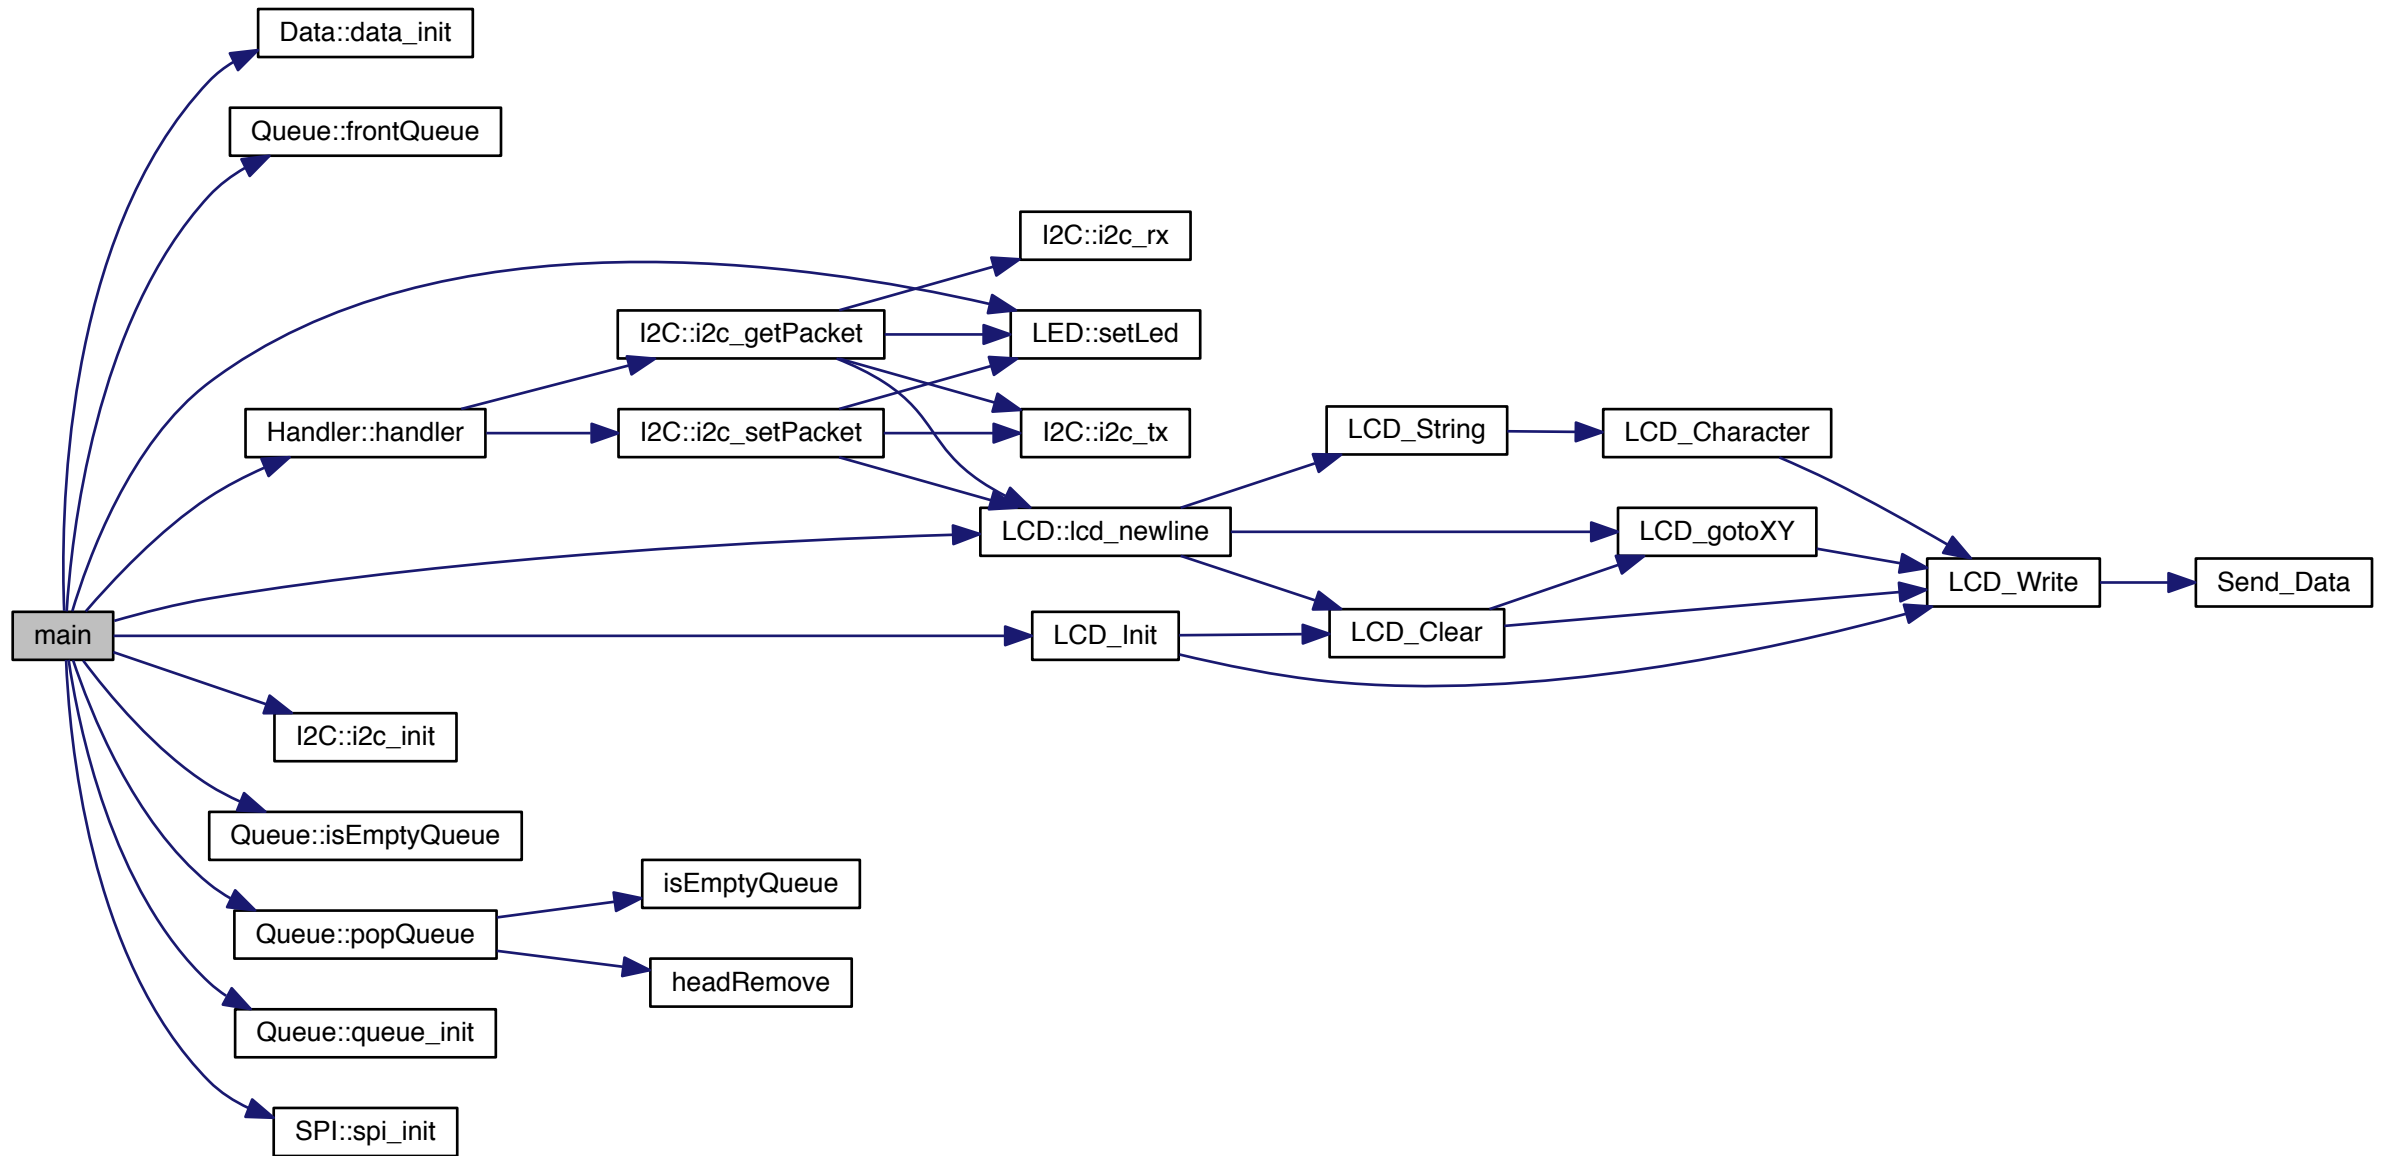 Data::data_init
Queue::frontQueue
I2C::i2c_rx
I2C::i2c_getPacket
LED::setLed
Handler::handler
I2C::i2c_setPacket
I2C::i2c_tx
LCD_String
LCD_Character
LCD::lcd_newline
LCD_gotoXY
LCD_Write
Send_Data
main
LCD_Init
LCD_Clear
I2C::i2c_init
Queue::isEmptyQueue
isEmptyQueue
Queue::popQueue
headRemove
Queue::queue_init
SPI::spi_init